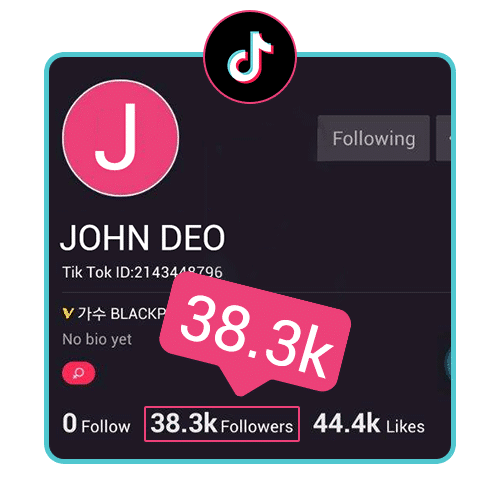 J
Following
JOHN DEO
Tik Tok ID:2143448796
가수 BLACKP
38.3k
No bio yet
0 Follow 38.3k Followers 44.4k Likes